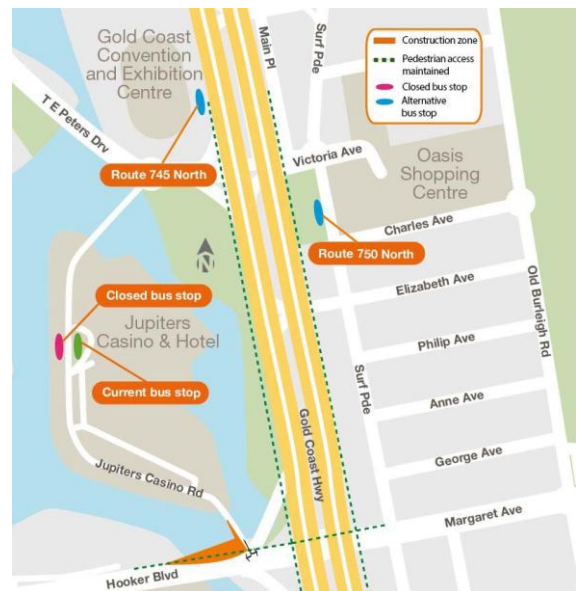 Gold Coast
Convention
and Exhibition
Centre
Main Pl
Surf Pde
Construction zone
Pedestrian access
maintained
Closed bus stop
Alternative
bus stop
T E Peters Drv
Route 745 North
Victoria Ave
Oasis
Shopping
Centre
Charles Ave
Route 750 North
N
Elizabeth Ave
Old Burleigh Rd
Closed bus stop
Jupiters
Casino & Hotel
Philip Ave
Current bus stop
Surf Pde
Gold Coast Hwy
Anne Ave
George Ave
Jupiters Casino Rd
Margaret Ave
Hooker Blvd